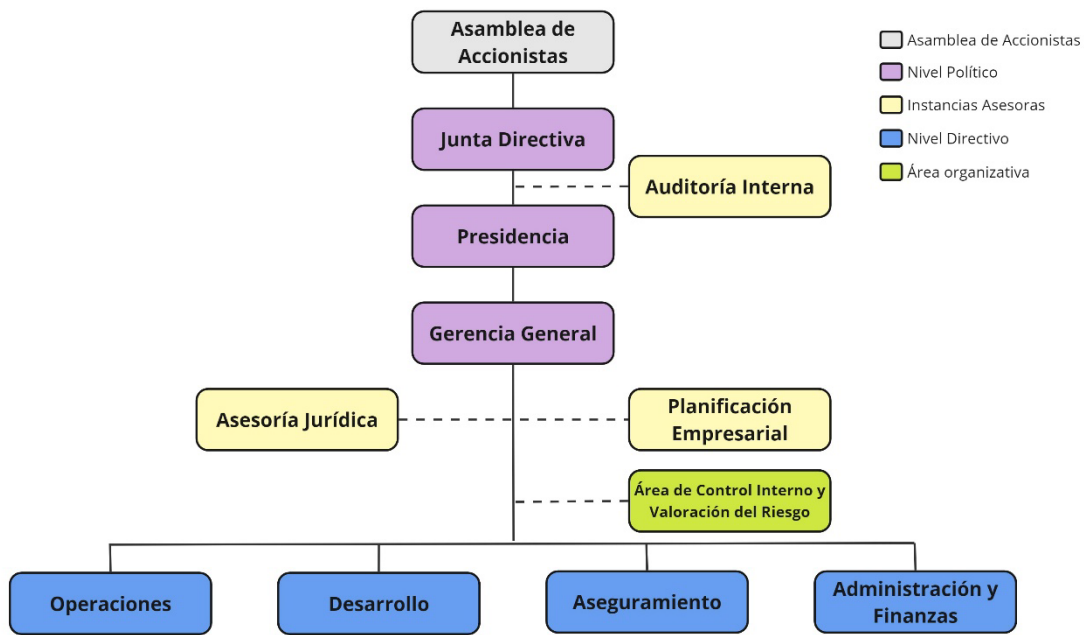 Asamblea de
Accionistas
Asamblea de Accionistas
Nivel Político
Instancias Asesoras
Nivel Directivo
Área organizativa
Junta Directiva
Auditoría Interna
Presidencia
Gerencia General
Asesoría Jurídica
Planificación
Empresarial
Área de Control Interno y
Valoración del Riesgo
Operaciones
Desarrollo
Aseguramiento
Administración y
Finanzas